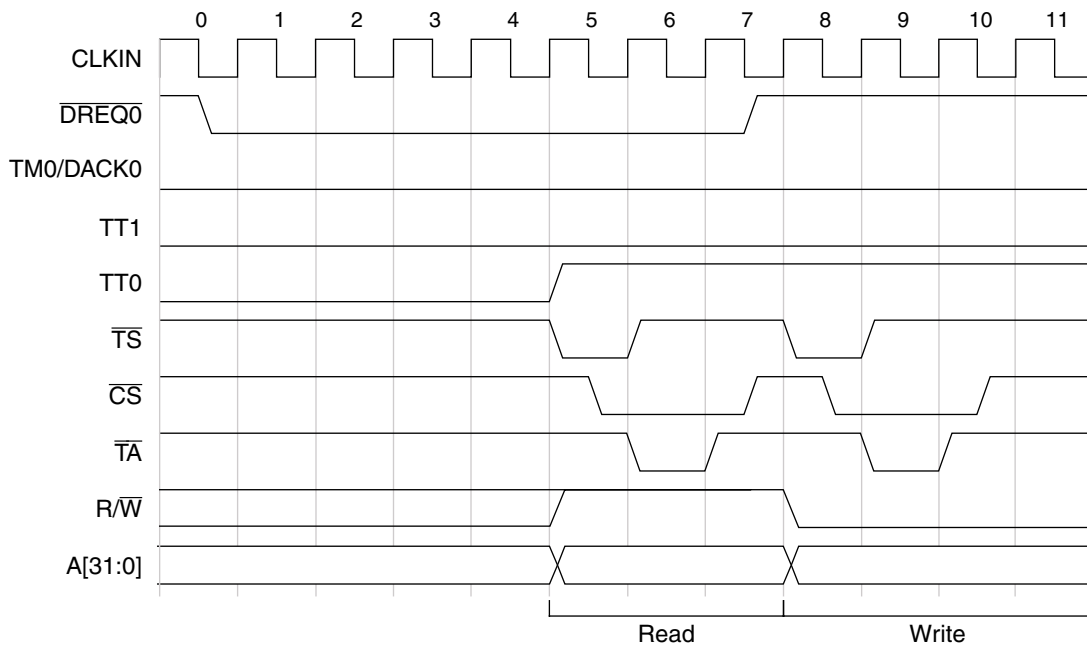 0 1 2 3 4 5 6 7 8 9 10 11
CLKIN
DREQ0
TM0/DACK0
TT1
TT0
TS
CS
TA
R/W
A[31:0]
Read Write